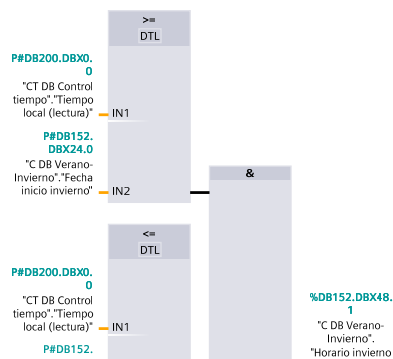 >=
DTL
P#DB200.DBX0.
0
"CT DB Control
tiempo"."Tiempo
local (lectura)"
IN1
P#DB152.
DBX24.0
"C DB Verano-
Invierno"."Fecha
inicio invierno"
IN2
&
<=
DTL
P#DB200.DBX0.
0
"CT DB Control
tiempo"."Tiempo
local (lectura)"
IN1
P#DB152.
%DB152.DBX48.
1
"C DB Verano-
Invierno".
"Horario invierno